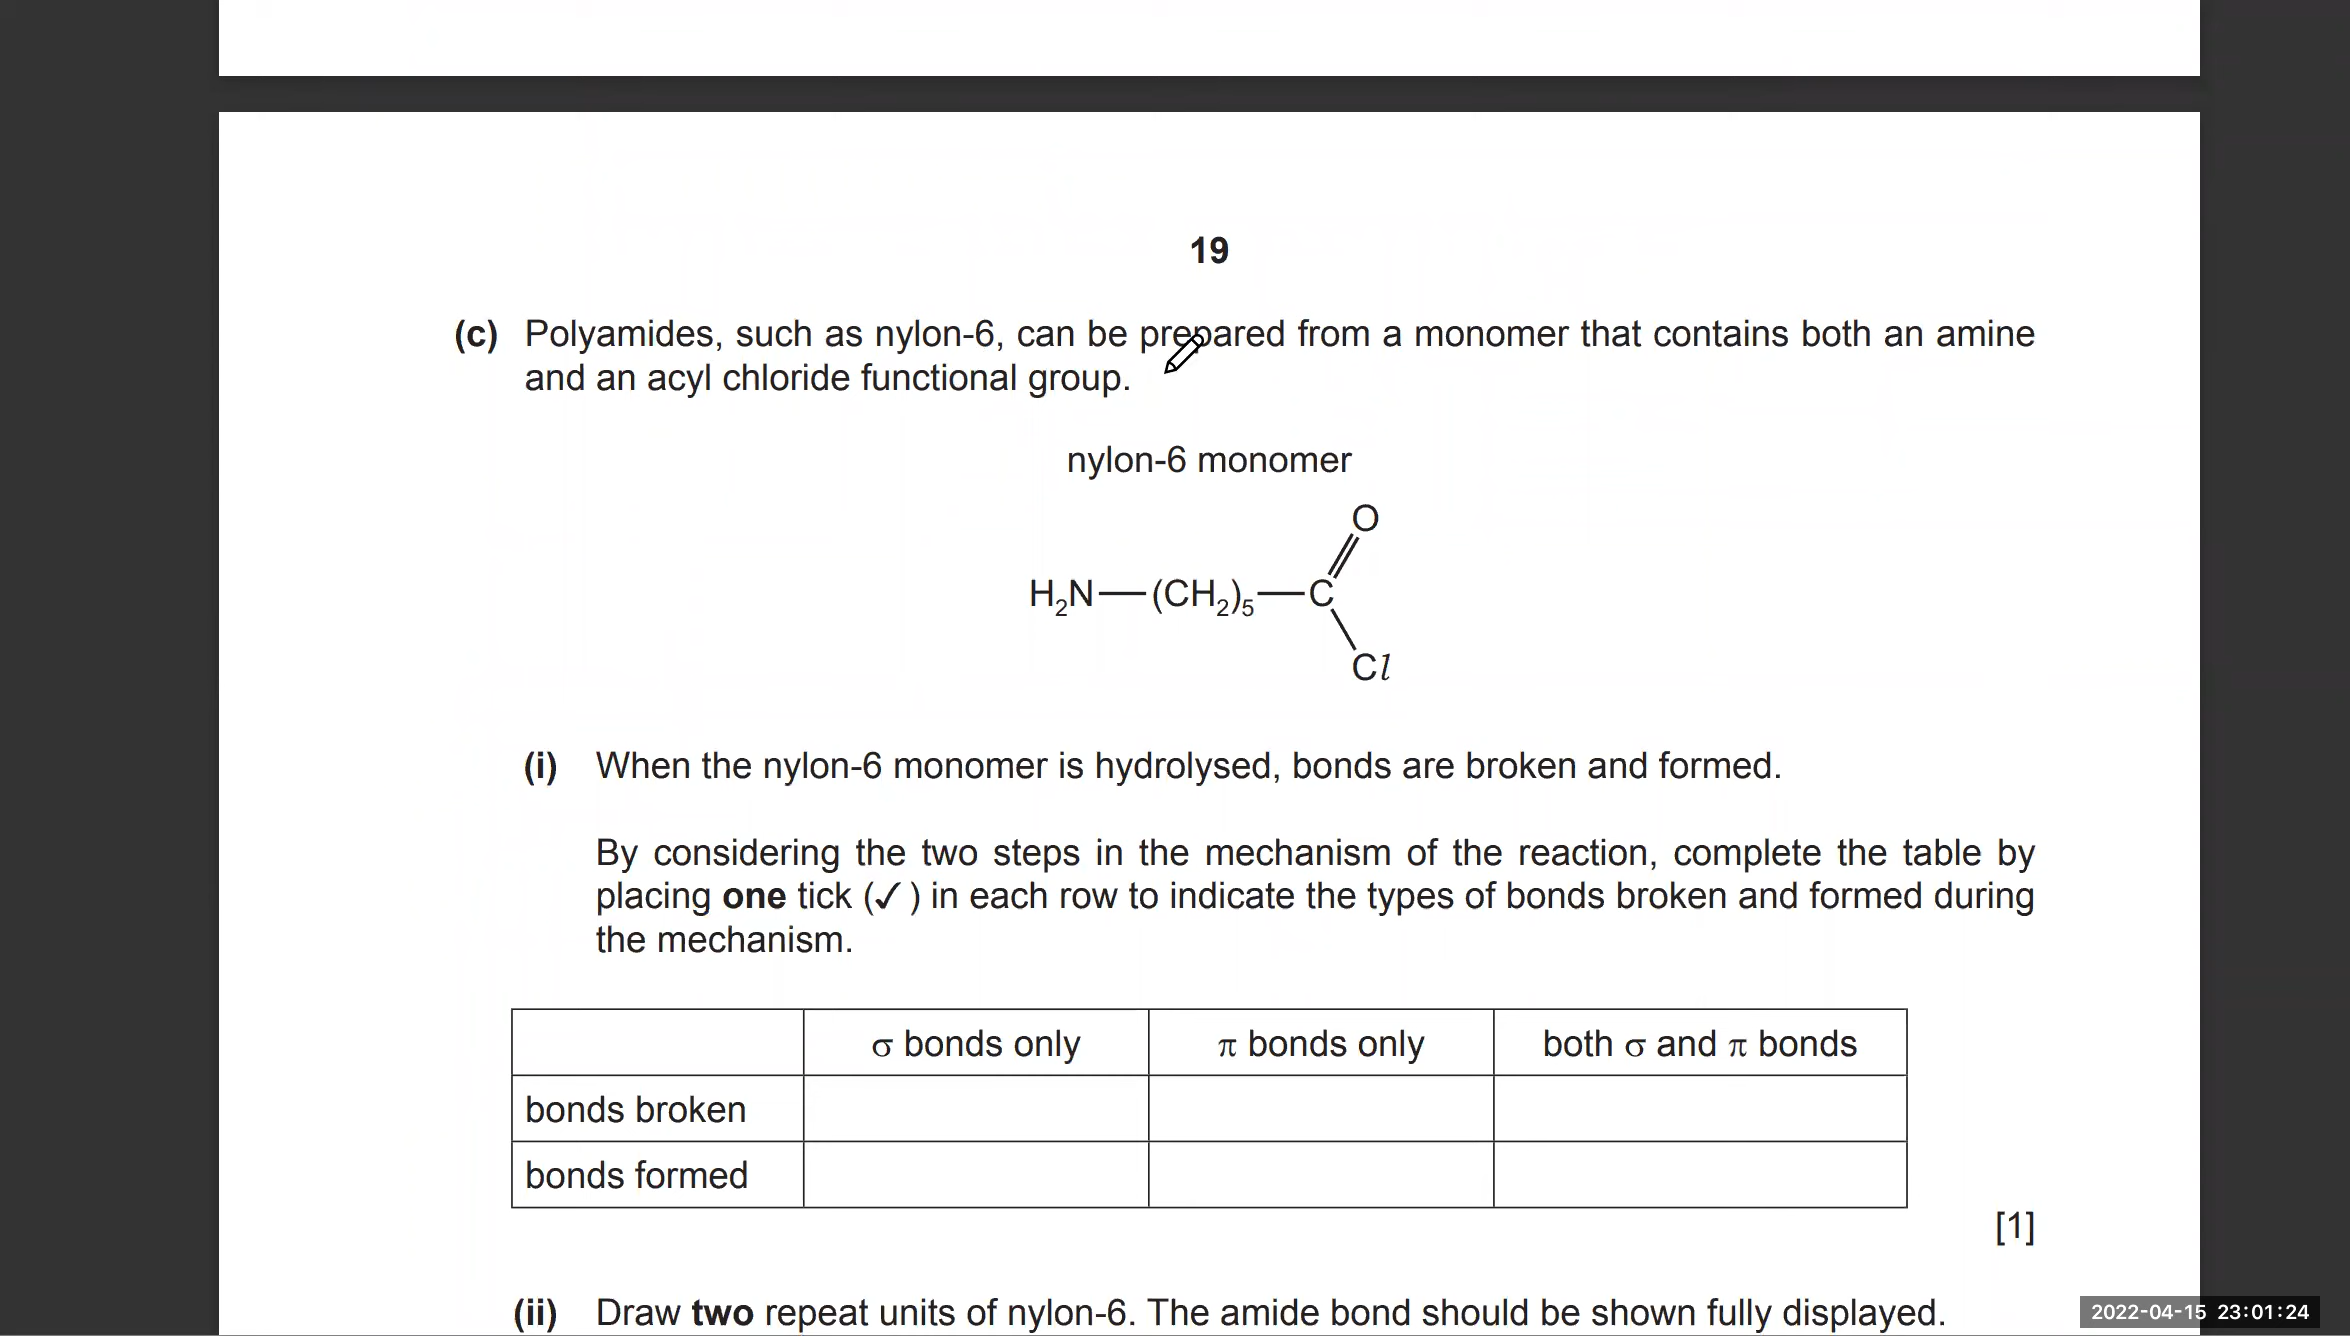 19
(c) Polyamides, such as nylon-6, can be prepared from a monomer that contains both an amine
and an acyl chloride functional group.
nylon-6 monomer
O
H₂N—(CH₂)₅—C
Cl
(i) When the nylon-6 monomer is hydrolysed, bonds are broken and formed.
By considering the two steps in the mechanism of the reaction, complete the table by
placing one tick (✓) in each row to indicate the types of bonds broken and formed during
the mechanism.
σ bonds only π bonds only both σ and π bonds
bonds broken
bonds formed
[1]
(ii) Draw two repeat units of nylon-6. The amide bond should be shown fully displayed.
2022-04-15 23:01:24